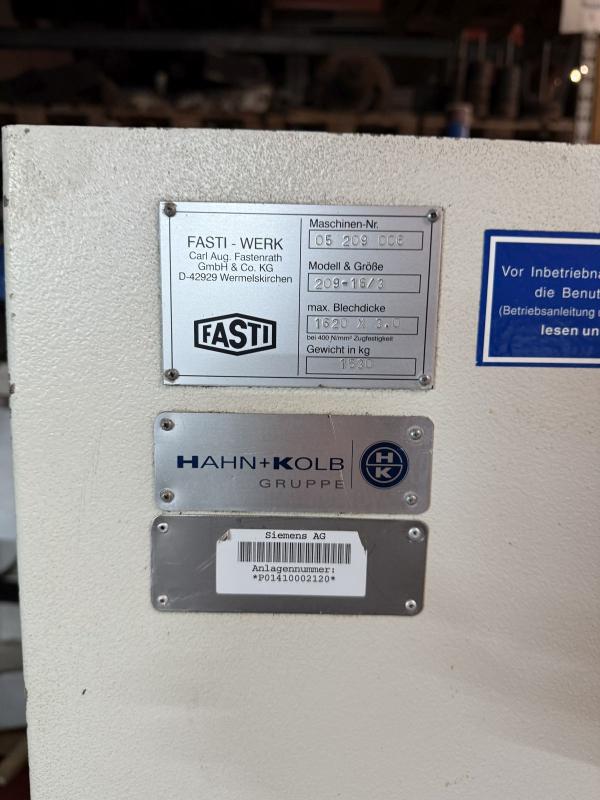 FASTI - WERK
Carl Aug. Fastenrath
GmbH & Co. KG
D-42929 Wermelskirchen
FASTI
Maschinen-Nr.
05 209 006
Modell & Größe
209-16/3
max. Blechdicke
1520 X 3.0
bei 400 N/mm² Zugfestigkeit
Gewicht in kg
1530
HAHN+KOLB
GRUPPE
H
K
Siemens AG
Anlagennummer:
*P01410002120*
Vor Inbetriebna
die Benut
(Betriebsanleitung u
lesen un